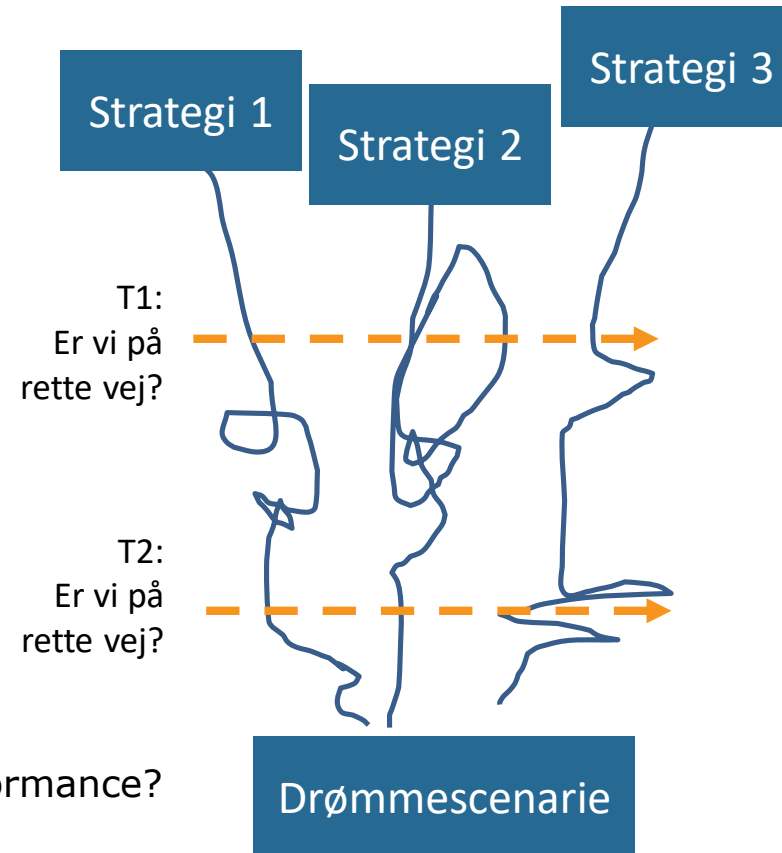 Strategi 1
Strategi 2
Strategi 3
T1:
Er vi på
rette vej?
T2:
Er vi på
rette vej?
ormance?
Drømmescenarie